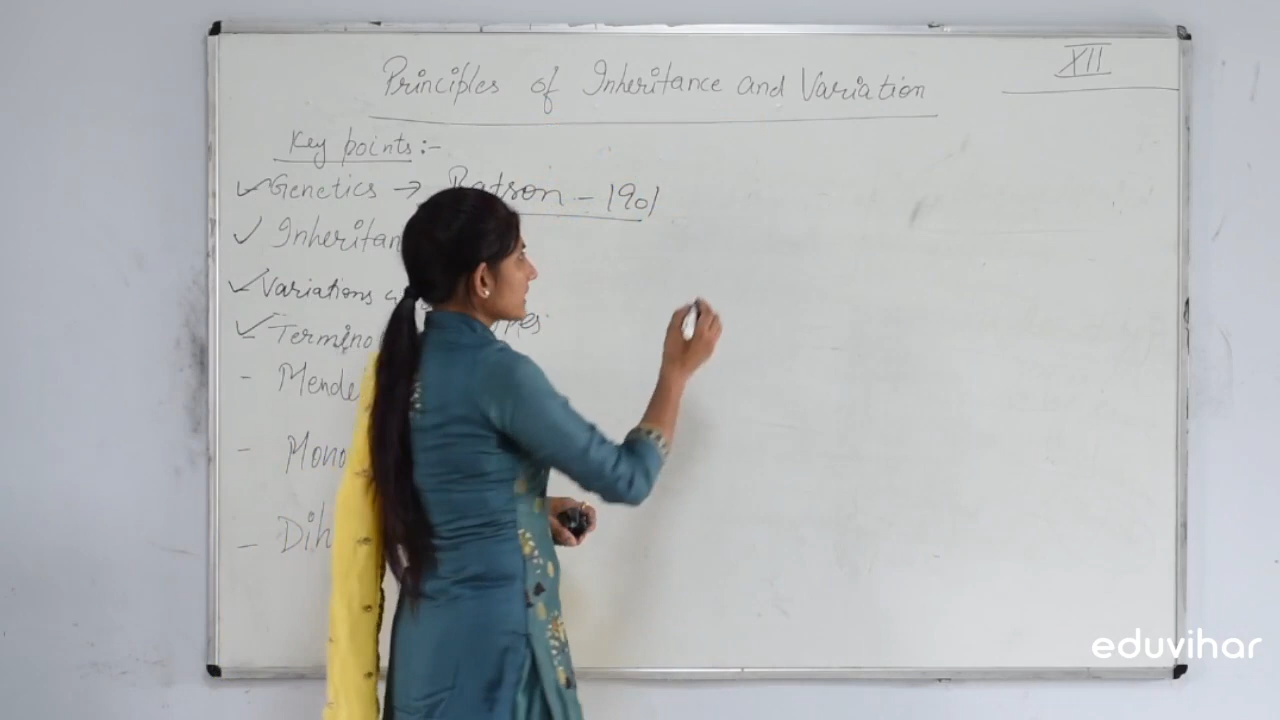 XII
Principles of Inheritance and Variation
Key points:-
✓ Genetics → Batson - 1901
✓ Inheritan
✓ Variations
✓ Termino
- Mende
- Mono
- Dih
eduvihar